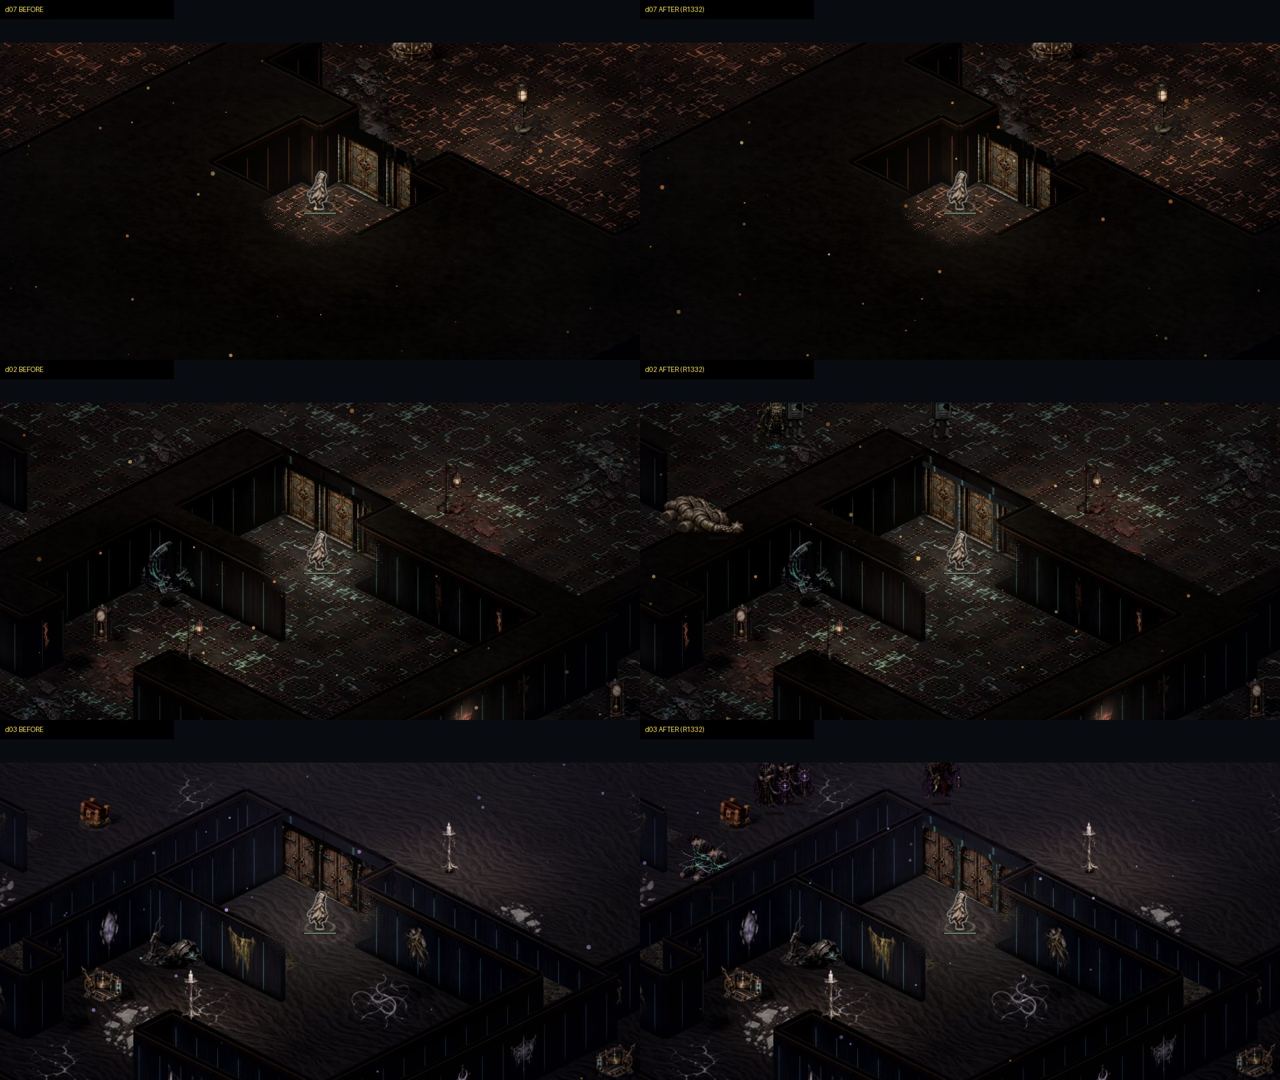 d07 BEFORE
d07 AFTER (R1332)
d02 BEFORE
d02 AFTER (R1332)
d03 BEFORE
d03 AFTER (R1332)